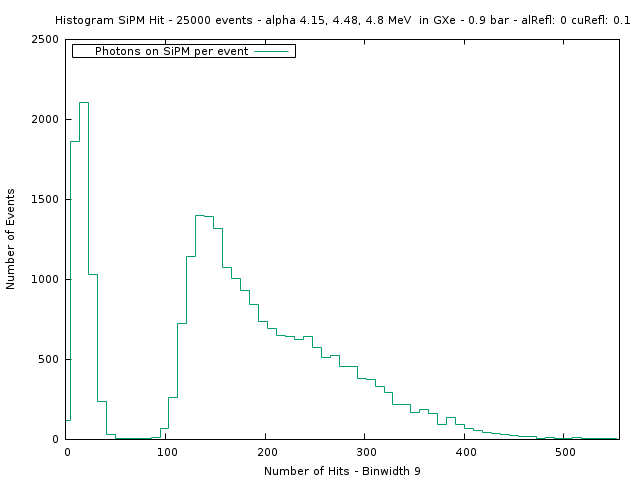 Histogram SiPM Hit - 25000 events - alpha 4.15, 4.48, 4.8 MeV  in GXe - 0.9 bar - alRefl: 0 cuRefl: 0.1
Photons on SiPM per event
2500
2000
1500
1000
500
0
Number of Events
0 100 200 300 400 500
Number of Hits - Binwidth 9